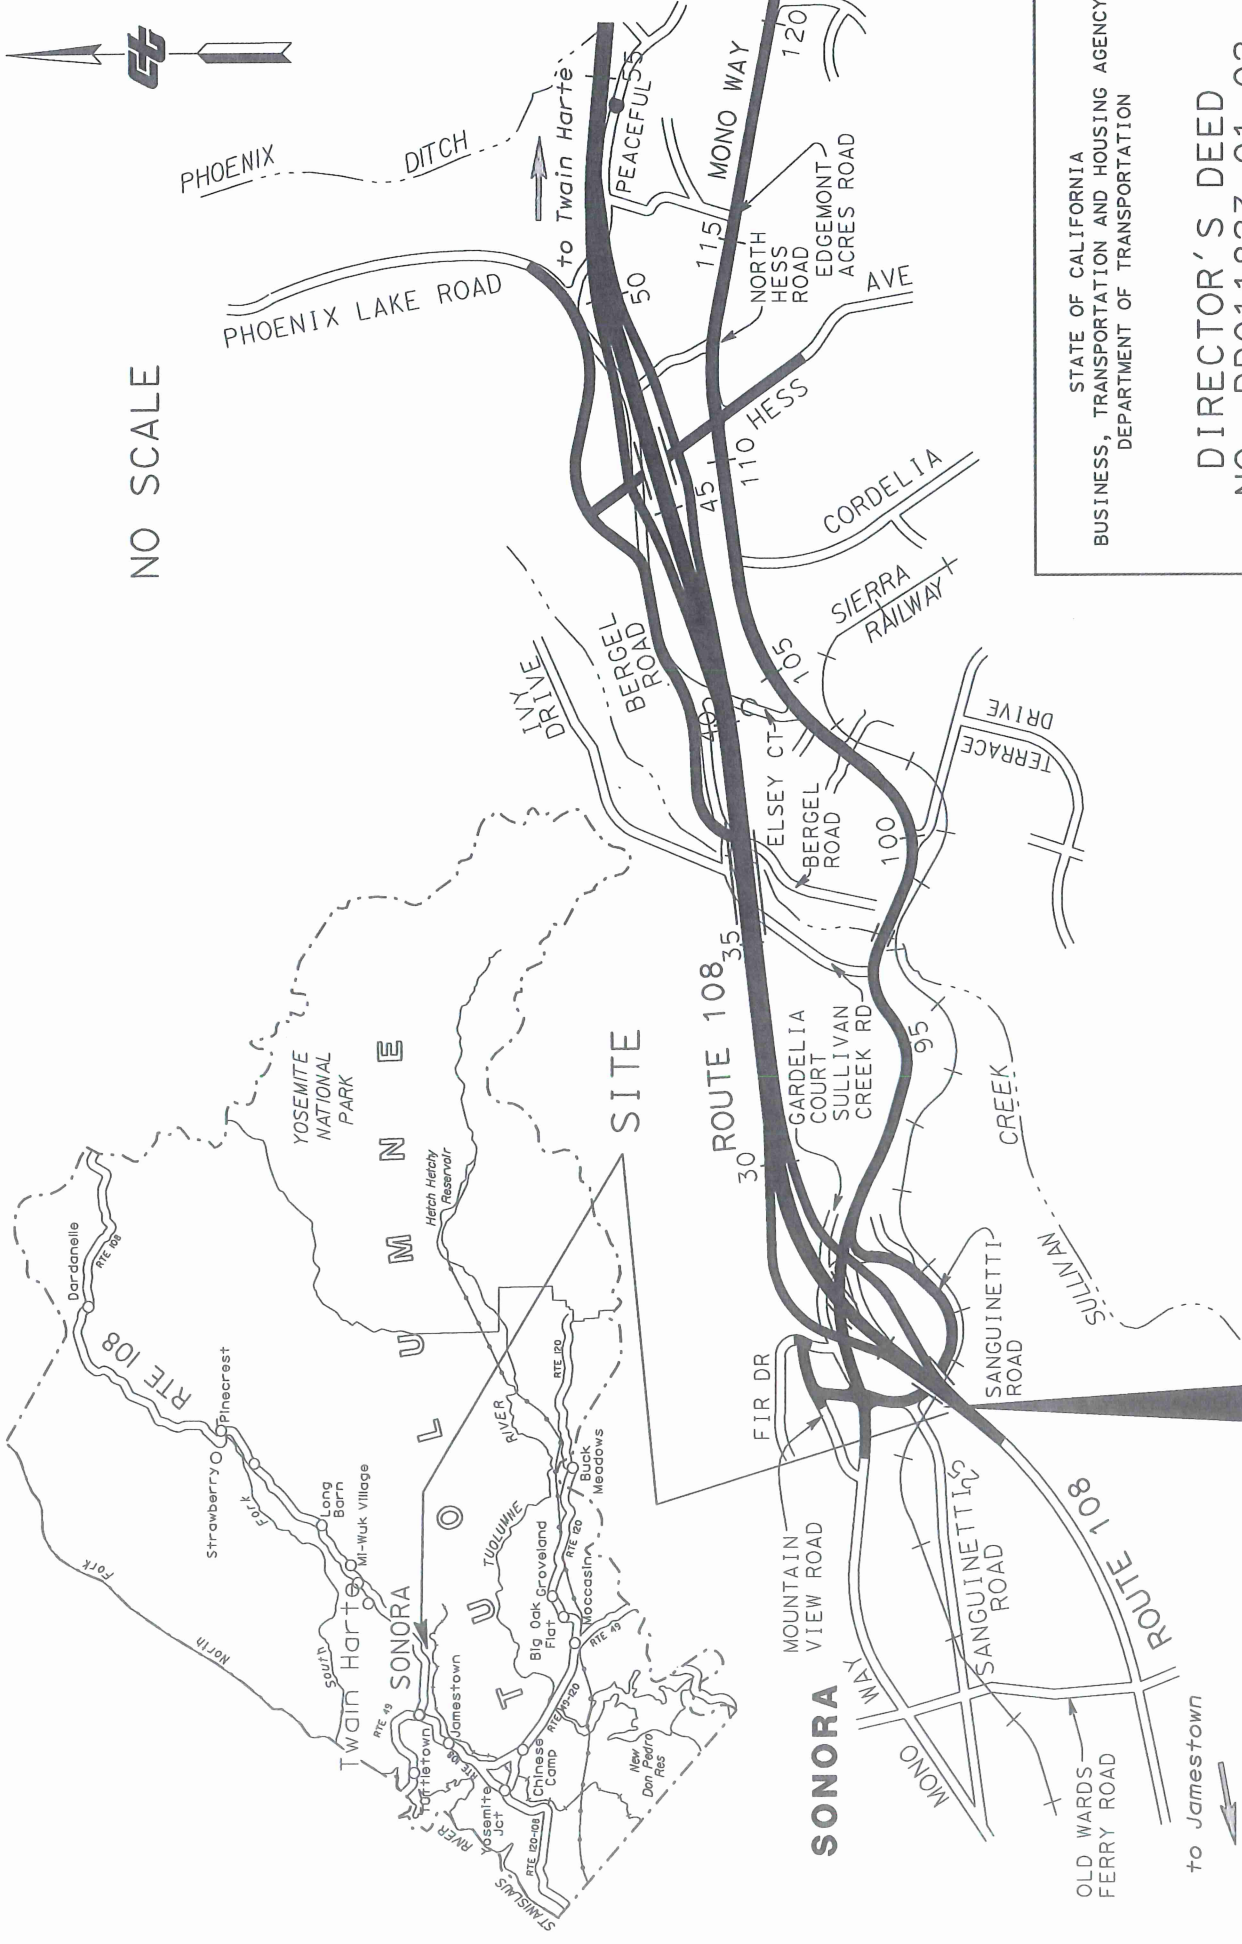 NO SCALE
PHOENIX
DITCH
PHOENIX LAKE ROAD
to Twain Harte
PEACEFUL
55
MONO WAY
120
115
50
NORTH
HESS
ROAD
EDGEMONT
ACRES ROAD
HESS
AVE
110
45
CORDELIA
SIERRA
RAILWAY
105
IVY
DRIVE
BERGEL
ROAD
40
ELSEY CT
BERGEL
ROAD
100
TERRACE
DRIVE
35
ROUTE 108
GARDELIA
COURT
SULLIVAN
CREEK RD
95
30
SULLIVAN
CREEK
SANGUINETTI
ROAD
FIR DR
MOUNTAIN
VIEW ROAD
25
SANGUINETTI
ROAD
ROUTE 108
SONORA
MONO
WAY
OLD WARDS
FERRY ROAD
to Jamestown
SITE
YOSEMITE
NATIONAL
PARK
TUOLUMNE
Hetch Hetchy
Reservoir
Dardanelle
RTE 108
RTE 108
Pinecrest
Strawberry
Fork
Long
Barn
Mi-Wuk Village
Twain Harte
SONORA
South
North
Fork
RTE 49
Tuttletown
Jamestown
RTE 108
Yosemite
Jct
Chinese
Camp
RTE 120-108
STANISLAUS
RIVER
RTE 49-120
New
Don Pedro
Res
RTE 49
Moccasin
Big Oak
Flat
Groveland
RTE 120
Buck
Meadows
RTE 120
TUOLUMNE
RIVER
STATE OF CALIFORNIA
BUSINESS, TRANSPORTATION AND HOUSING AGENCY
DEPARTMENT OF TRANSPORTATION
DIRECTOR'S DEED